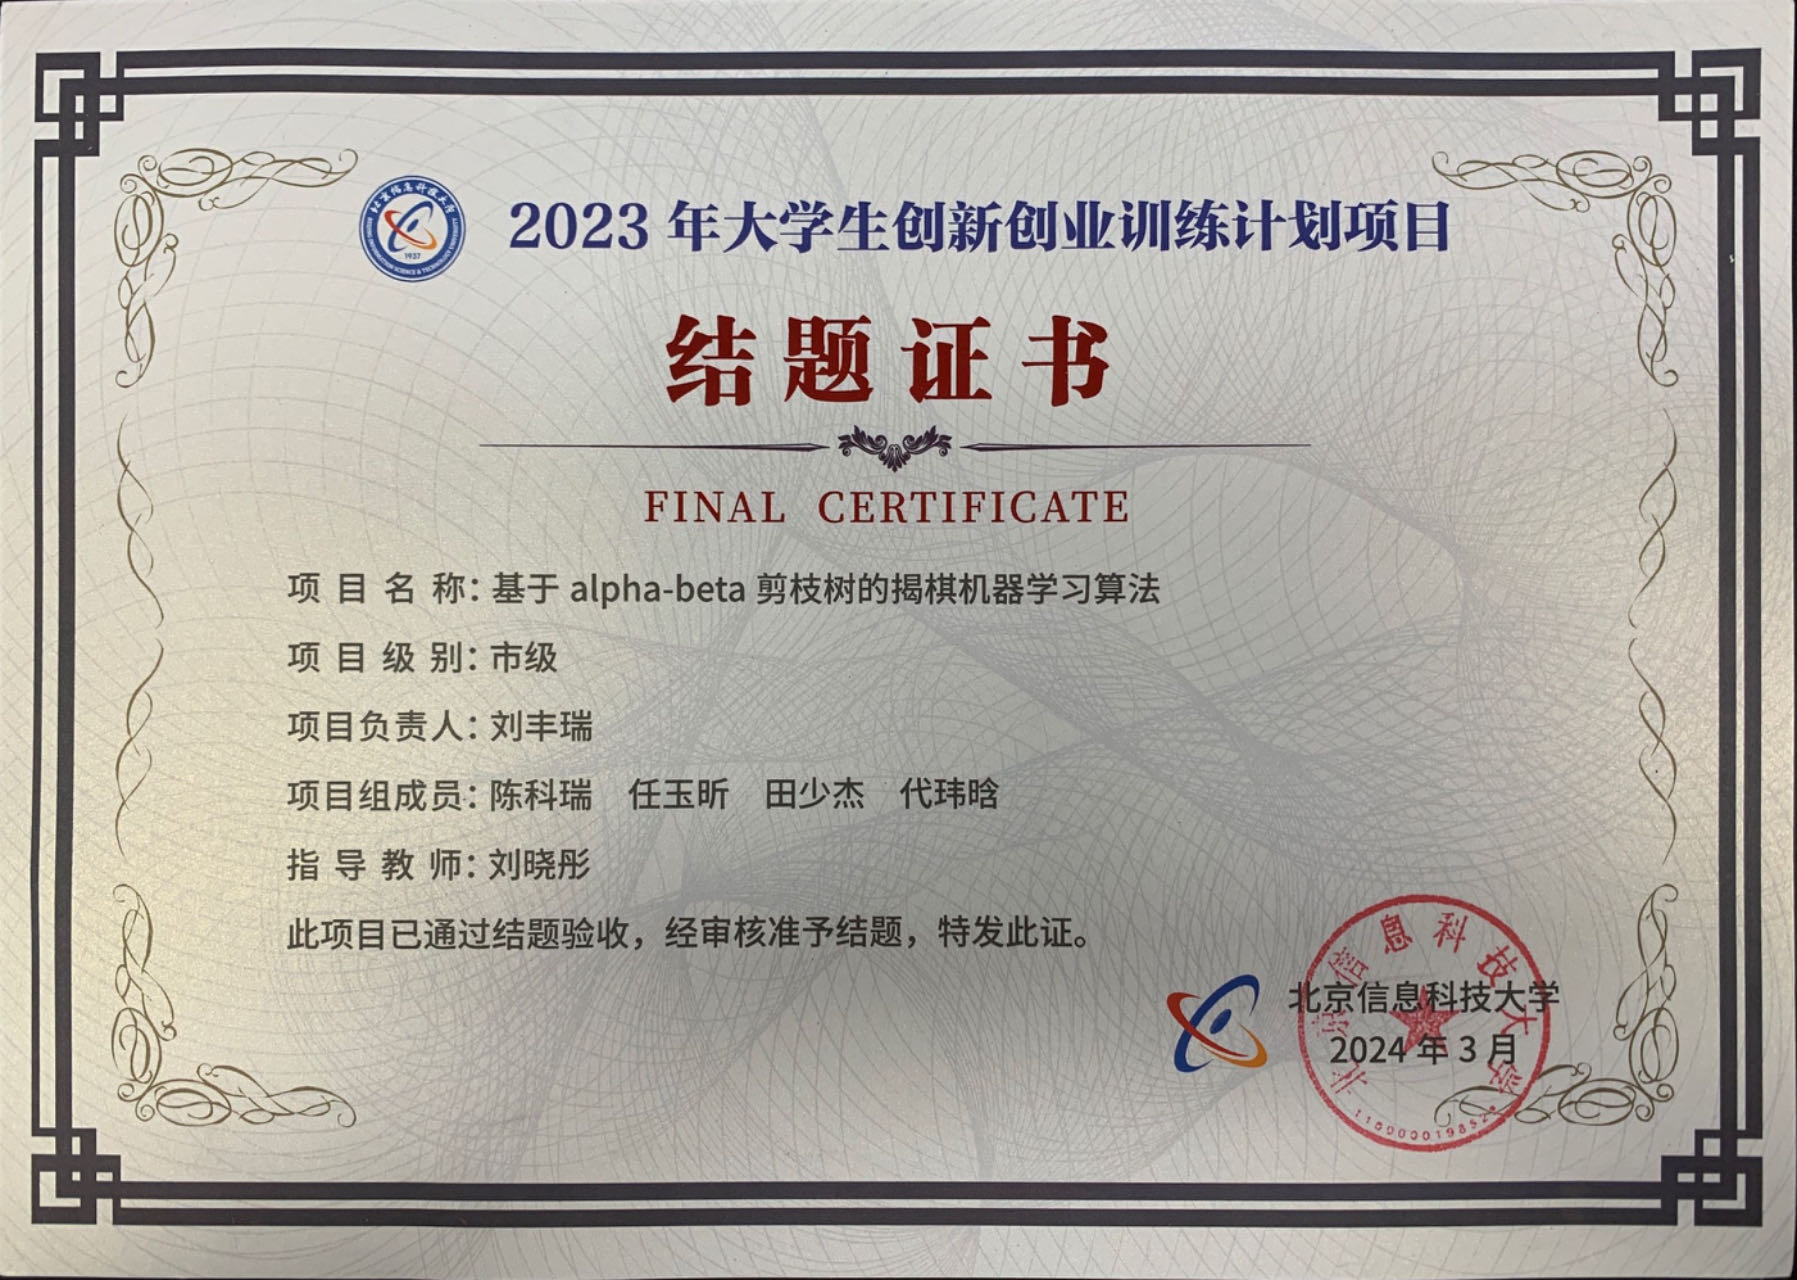 2023 年大学生创新创业训练计划项目
结题证书
FINAL CERTIFICATE
项目名称：基于 alpha-beta 剪枝树的揭棋机器学习算法
项目级别：市级
项目负责人：刘丰瑞
项目组成员：陈科瑞 任玉昕 田少杰 代玮晗
指导教师：刘晓彤
此项目已通过结题验收，经审核准予结题，特发此证。
北京信息科技大学
2024 年 3 月
北京信息科技大学
1937